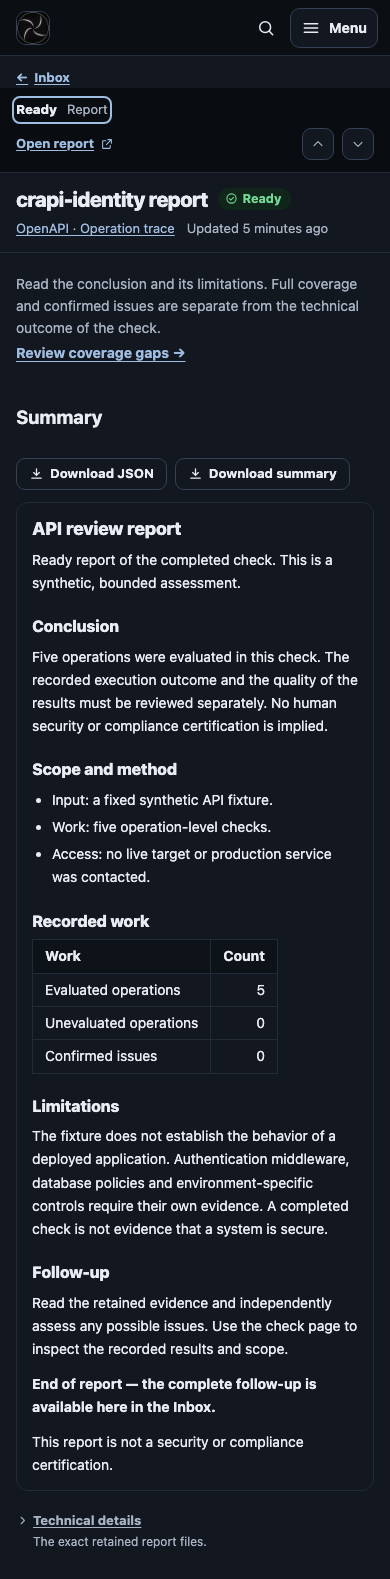 Menu
← Inbox
Ready Report
Open report
crapi-identity report Ready
OpenAPI · Operation trace Updated 5 minutes ago
Read the conclusion and its limitations. Full coverage
and confirmed issues are separate from the technical
outcome of the check.
Review coverage gaps →
Summary
Download JSON Download summary
API review report
Ready report of the completed check. This is a
synthetic, bounded assessment.
Conclusion
Five operations were evaluated in this check. The
recorded execution outcome and the quality of the
results must be reviewed separately. No human
security or compliance certification is implied.
Scope and method
• Input: a fixed synthetic API fixture.
• Work: five operation-level checks.
• Access: no live target or production service
was contacted.
Recorded work
Work Count
Evaluated operations 5
Unevaluated operations 0
Confirmed issues 0
Limitations
The fixture does not establish the behavior of a
deployed application. Authentication middleware,
database policies and environment-specific
controls require their own evidence. A completed
check is not evidence that a system is secure.
Follow-up
Read the retained evidence and independently
assess any possible issues. Use the check page to
inspect the recorded results and scope.
End of report — the complete follow-up is
available here in the Inbox.
This report is not a security or compliance
certification.
Technical details
The exact retained report files.